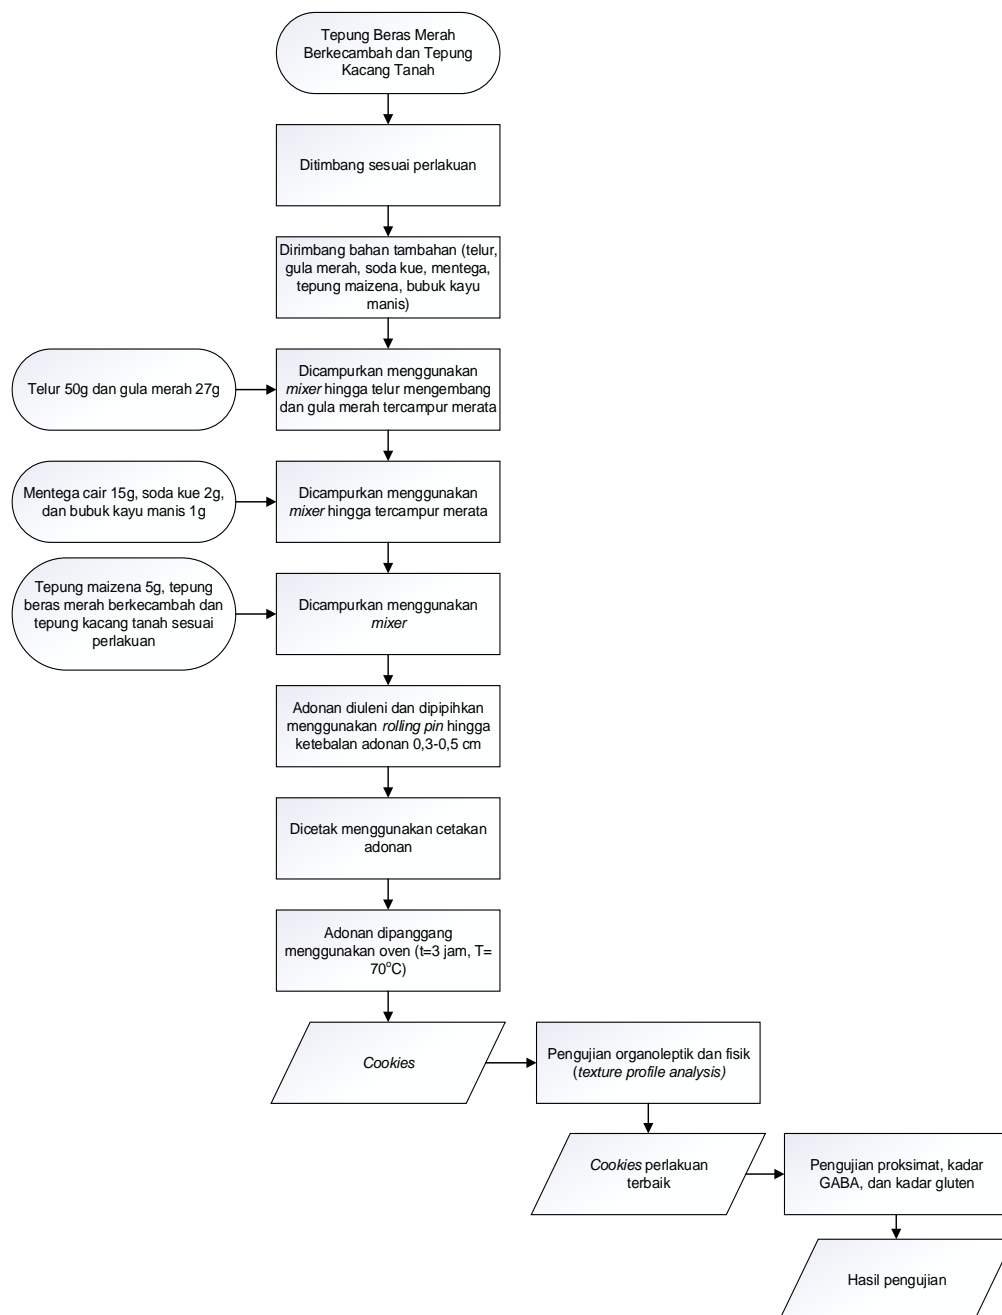 Tepung Beras Merah
Berkecambah dan Tepung
Kacang Tanah
Ditimbang sesuai perlakuan
Dirimbang bahan tambahan (telur,
gula merah, soda kue, mentega,
tepung maizena, bubuk kayu
manis)
Telur 50g dan gula merah 27g
Dicampurkan menggunakan
mixer hingga telur mengembang
dan gula merah tercampur merata
Mentega cair 15g, soda kue 2g,
dan bubuk kayu manis 1g
Dicampurkan menggunakan
mixer hingga tercampur merata
Tepung maizena 5g, tepung
beras merah berkecambah dan
tepung kacang tanah sesuai
perlakuan
Dicampurkan menggunakan
mixer
Adonan diuleni dan dipipihkan
menggunakan rolling pin hingga
ketebalan adonan 0,3-0,5 cm
Dicetak menggunakan cetakan
adonan
Adonan dipanggang
menggunakan oven (t=3 jam, T=
70°C)
Cookies
Pengujian organoleptik dan fisik
(texture profile analysis)
Cookies perlakuan
terbaik
Pengujian proksimat, kadar
GABA, dan kadar gluten
Hasil pengujian